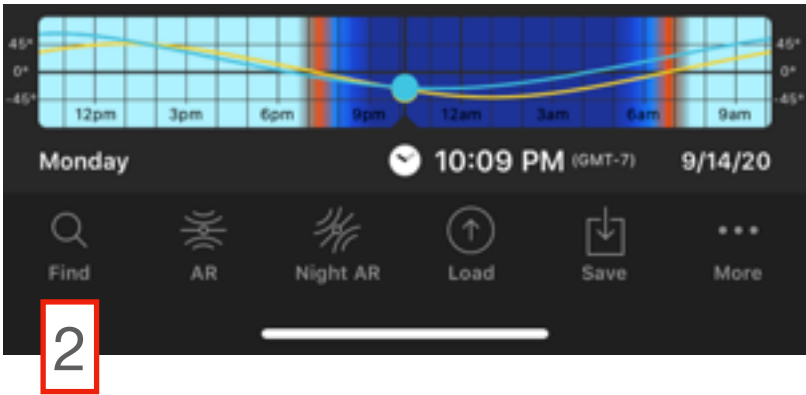 45° 45°
0° 0°
-45° -45°
12pm 3pm 6pm 9pm 12am 3am 6am 9am
Monday 10:09 PM (GMT-7) 9/14/20
Find AR Night AR Load Save More
2